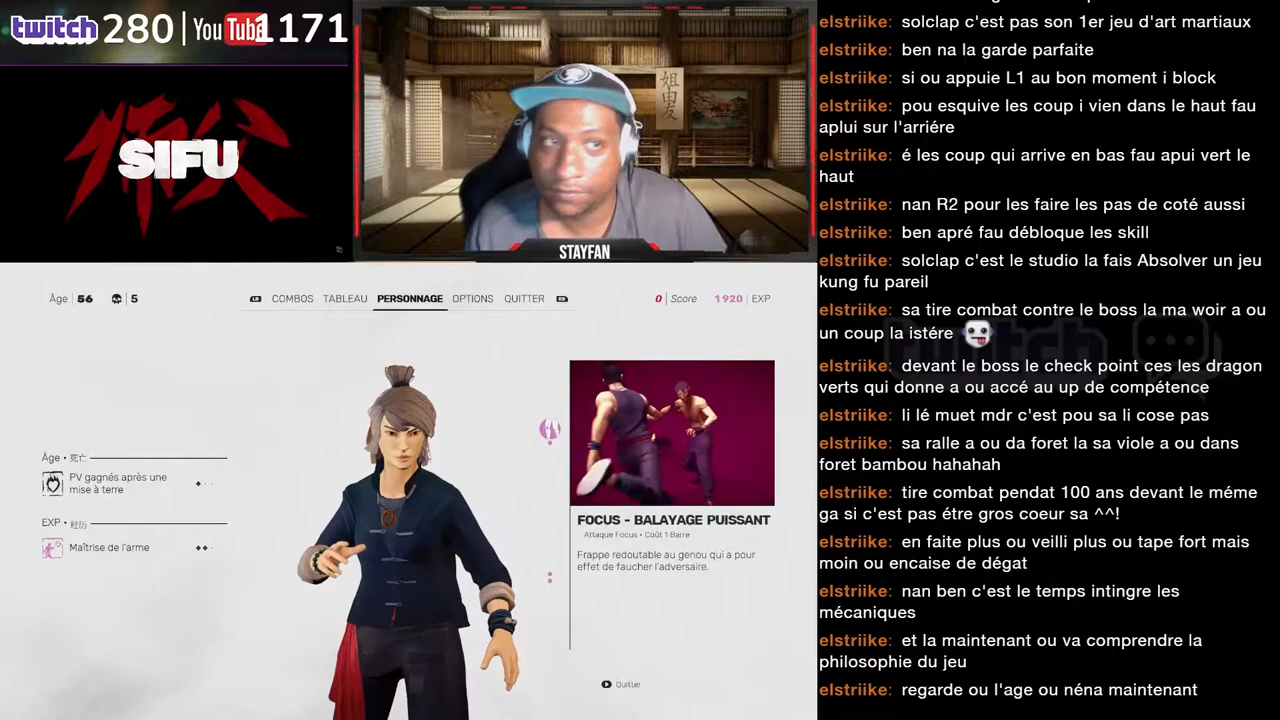 twitch 280 | YouTube 1171
SIFU
姐
由
友
STAYFAN
Âge | 56 5
COMBOS TABLEAU PERSONNAGE OPTIONS QUITTER
0 | Score 1 920 | EXP
Âge • 死亡
PV gagnés après une
mise à terre
EXP • 经历
Maîtrise de l'arme
FOCUS - BALAYAGE PUISSANT
Attaque Focus • Coût 1 Barre
Frappe redoutable au genou qui a pour
effet de faucher l'adversaire.
Quitter
elstriike: solclap c'est pas son 1er jeu d'art martiaux
elstriike: ben na la garde parfaite
elstriike: si ou appuie L1 au bon moment i block
elstriike: pou esquive les coup i vien dans le haut fau
aplui sur l'arriére
elstriike: é les coup qui arrive en bas fau apui vert le
haut
elstriike: nan R2 pour les faire les pas de coté aussi
elstriike: ben apré fau débloque les skill
elstriike: solclap c'est le studio la fais Absolver un jeu
kung fu pareil
elstriike: sa tire combat contre le boss la ma woir a ou
un coup la istére
elstriike: devant le boss le check point ces les dragon
verts qui donne a ou accé au up de compétence
elstriike: li lé muet mdr c'est pou sa li cose pas
elstriike: sa ralle a ou da foret la sa viole a ou dans
foret bambou hahahah
elstriike: tire combat pendat 100 ans devant le méme
ga si c'est pas étre gros coeur sa ^^!
elstriike: en faite plus ou veilli plus ou tape fort mais
moin ou encaise de dégat
elstriike: nan ben c'est le temps intingre les
mécaniques
elstriike: et la maintenant ou va comprendre la
philosophie du jeu
elstriike: regarde ou l'age ou néna maintenant